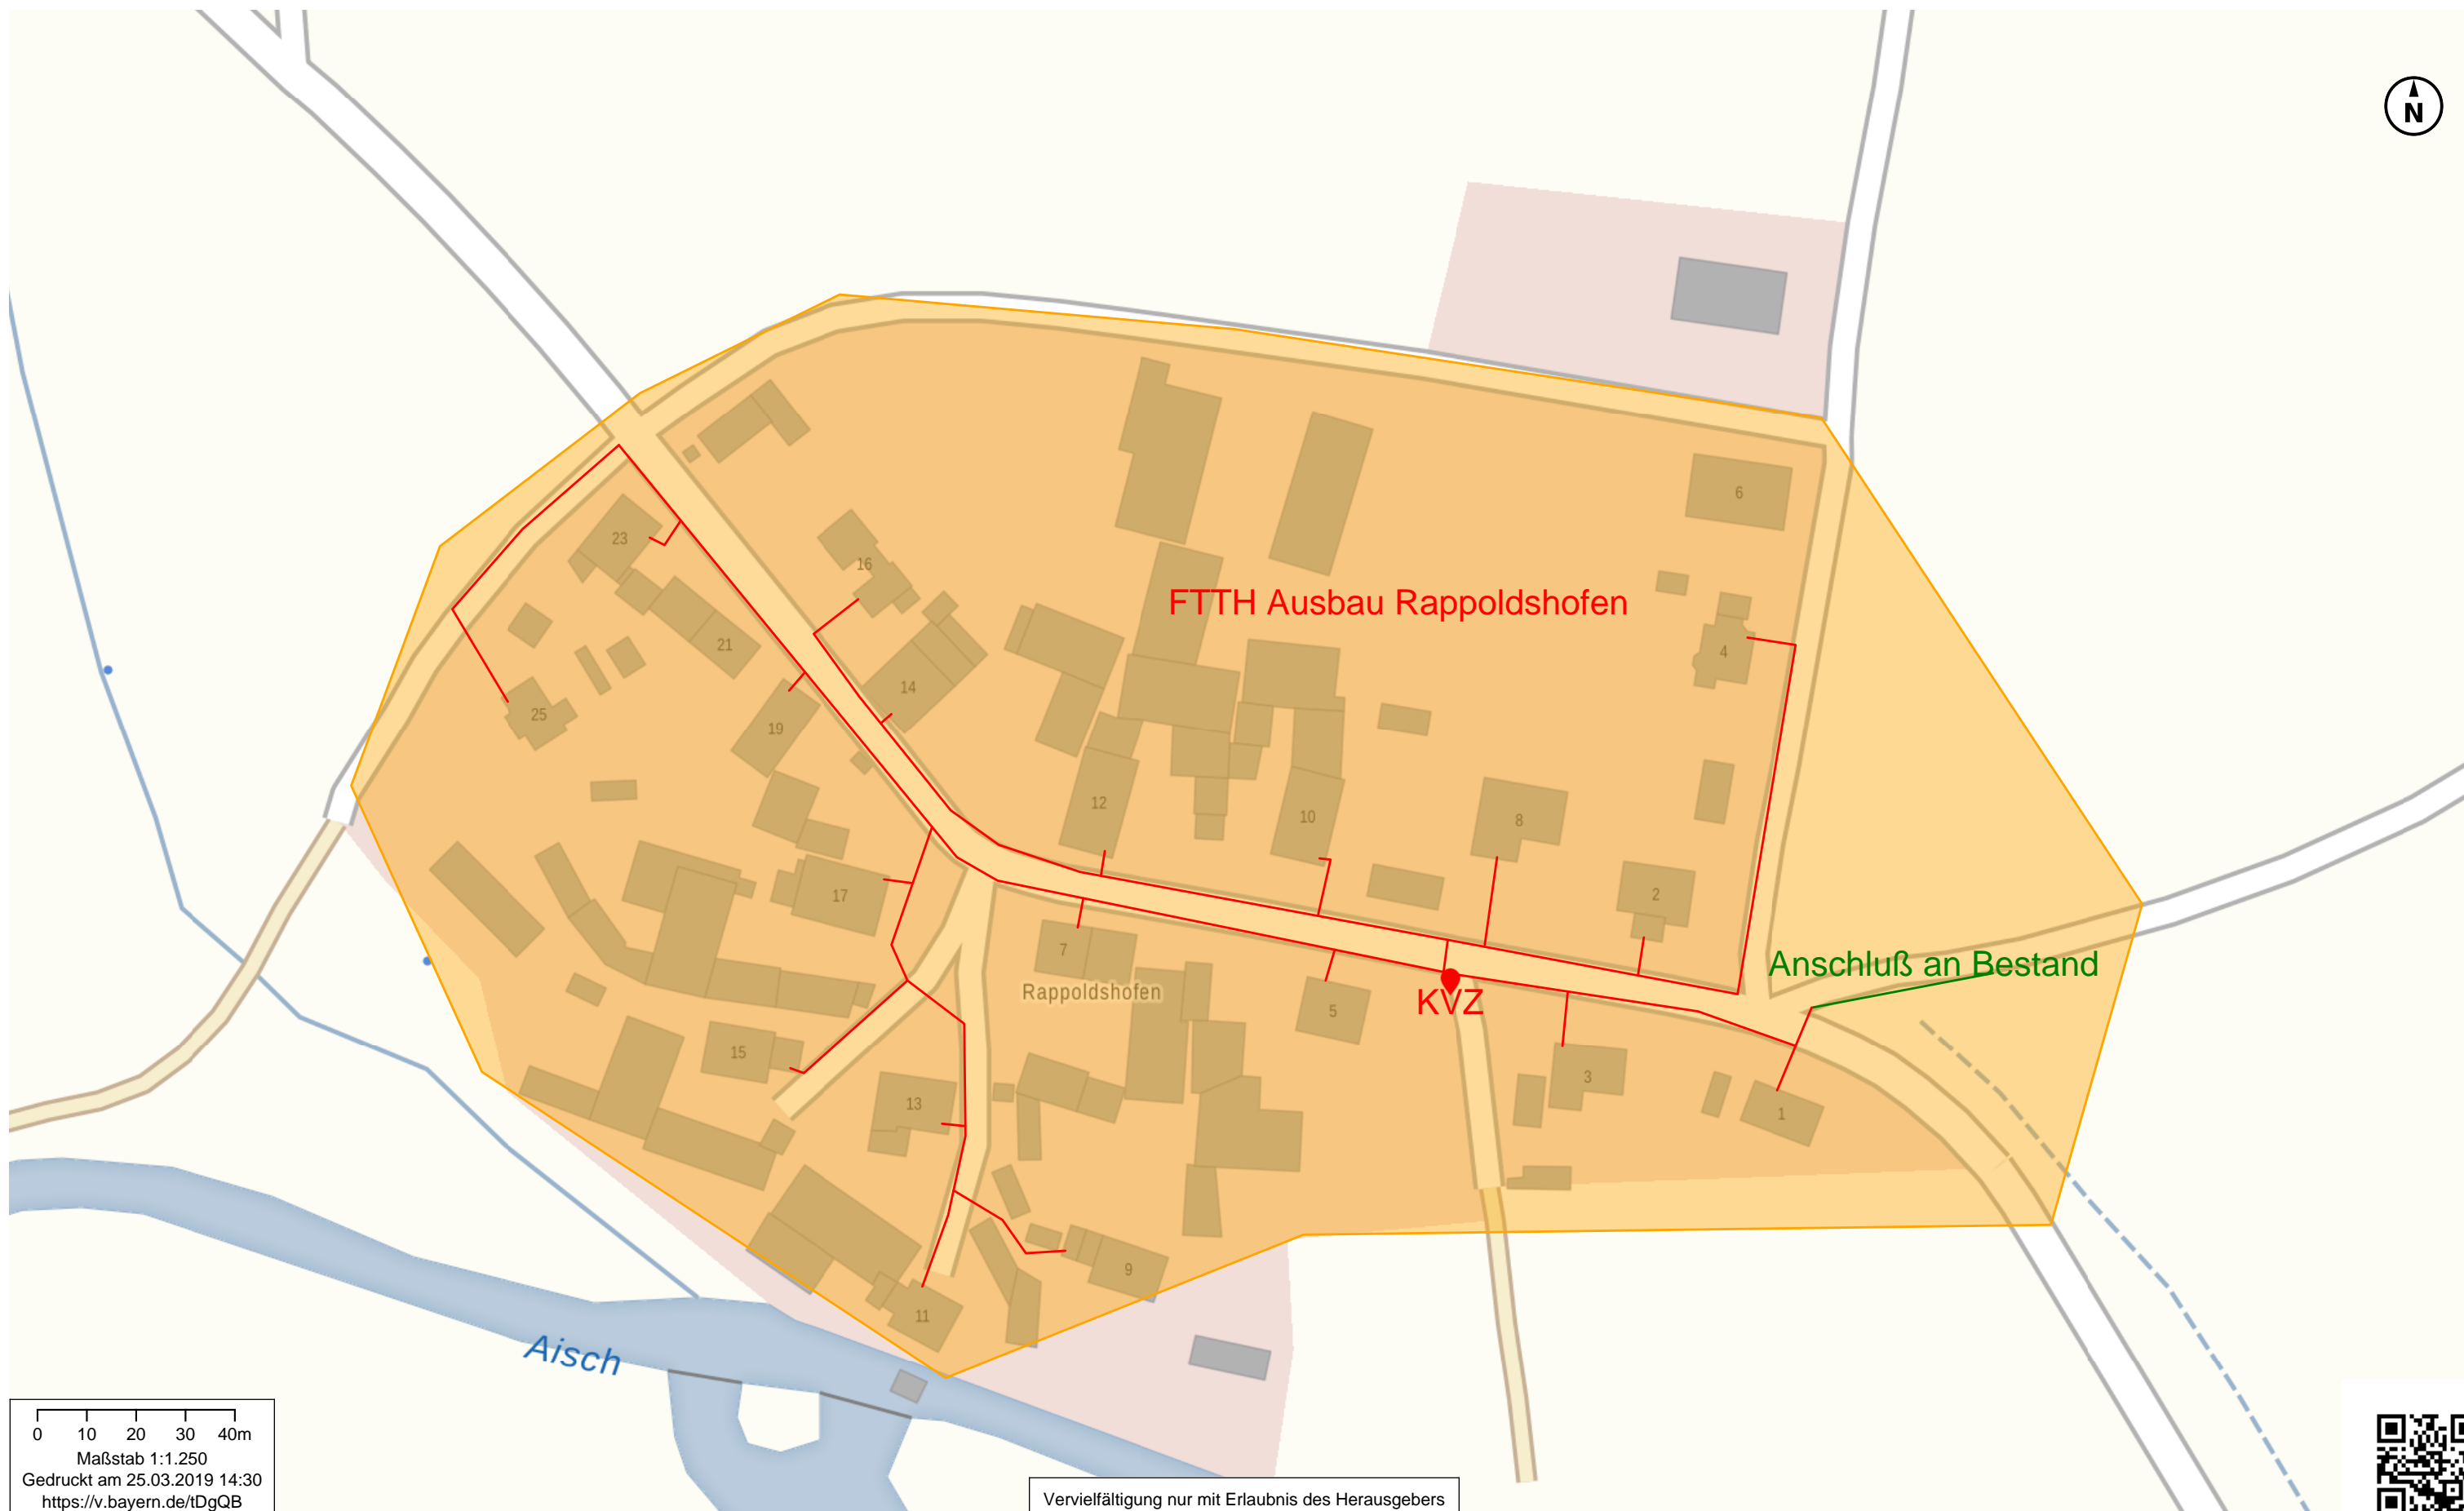 N
6
23
16
FTTH Ausbau Rappoldshofen
21
4
14
25
19
12
10
8
17
2
7
Anschluß an Bestand
Rappoldshofen
KVZ
5
15
3
13
1
9
11
Aisch
0 10 20 30 40m
Maßstab 1:1.250
Gedruckt am 25.03.2019 14:30
https://v.bayern.de/tDgQB
Vervielfältigung nur mit Erlaubnis des Herausgebers